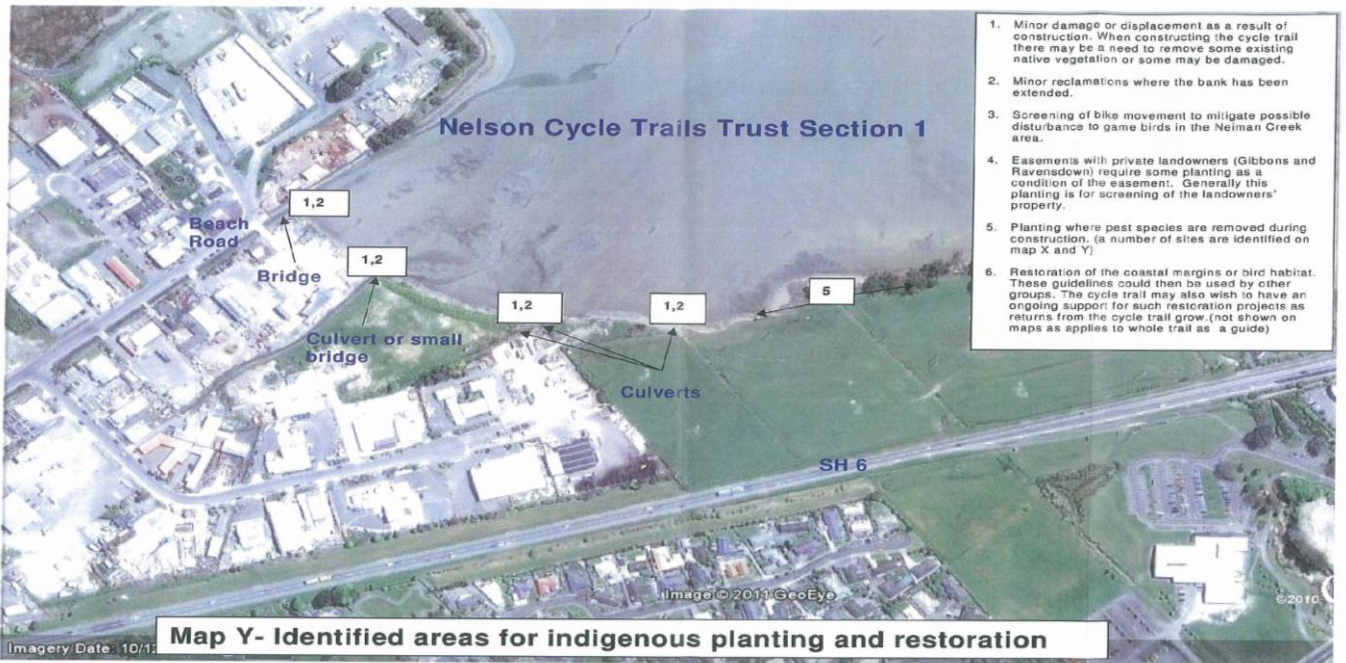 Nelson Cycle Trails Trust Section 1
1. Minor damage or displacement as a result of
construction. When constructing the cycle trail
there may be a need to remove some existing
native vegetation or some may be damaged.
2. Minor reclamations where the bank has been
extended.
3. Screening of bike movement to mitigate possible
disturbance to game birds in the Neiman Creek
area.
4. Easements with private landowners (Gibbons and
Ravensdown) require some planting as a
condition of the easement. Generally this
planting is for screening of the landowners'
property.
5. Planting where pest species are removed during
construction. (a number of sites are identified on
map X and Y)
6. Restoration of the coastal margins or bird habitat.
These guidelines could then be used by other
groups. The cycle trail may also wish to have an
ongoing support for such restoration projects as
returns from the cycle trail grow.(not shown on
maps as applies to whole trail as a guide)
1,2
Beach
Road
Bridge
1,2
Culvert or small
bridge
1,2
1,2
5
Culverts
SH 6
Image © 2011 GeoEye
©2010
Map Y- Identified areas for indigenous planting and restoration
Imagery Date: 10/1